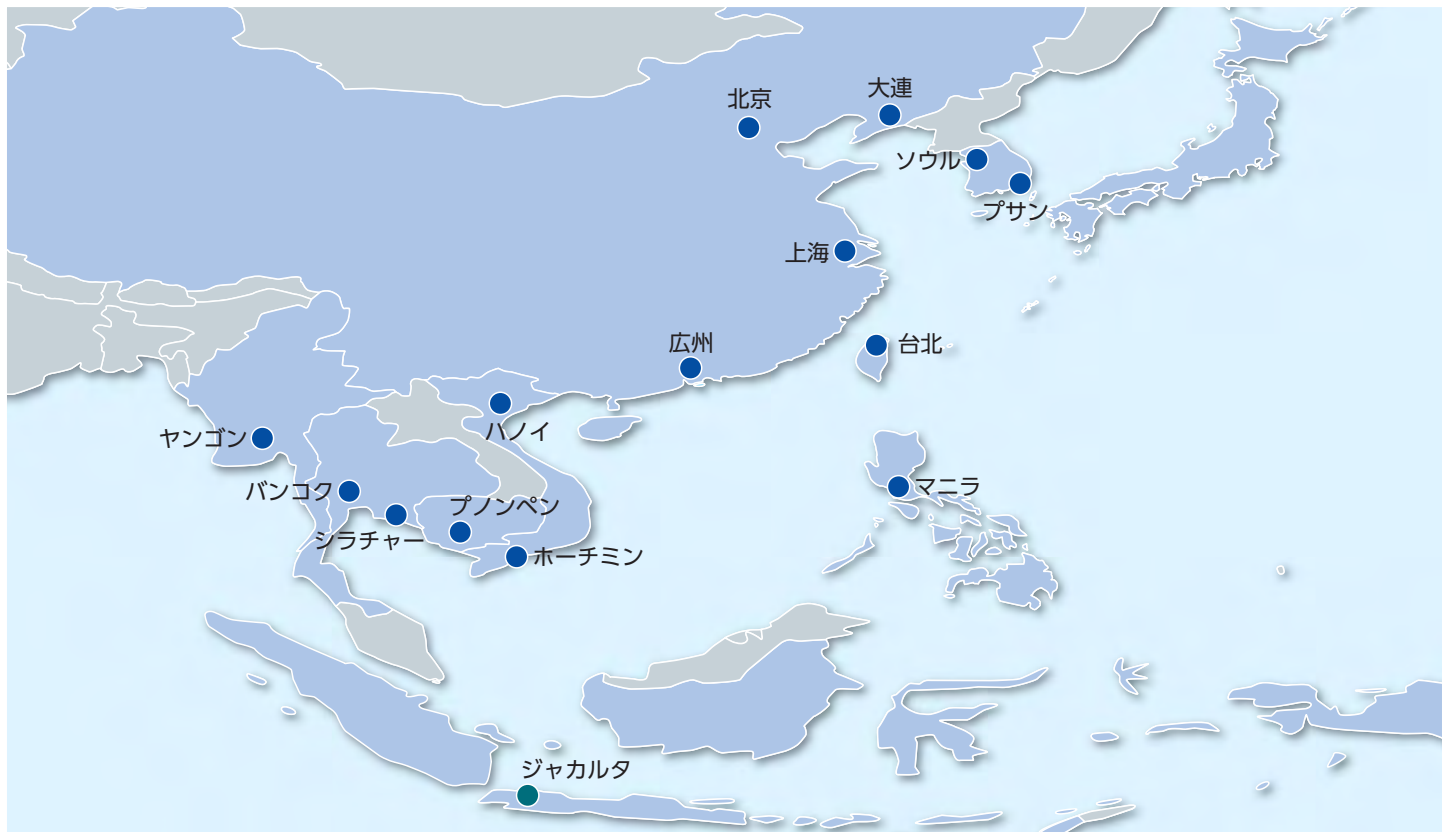 大連
北京
ソウル
プサン
上海
広州
台北
ハノイ
ヤンゴン
マニラ
バンコク
プノンペン
シラチャー
ホーチミン
ジャカルタ